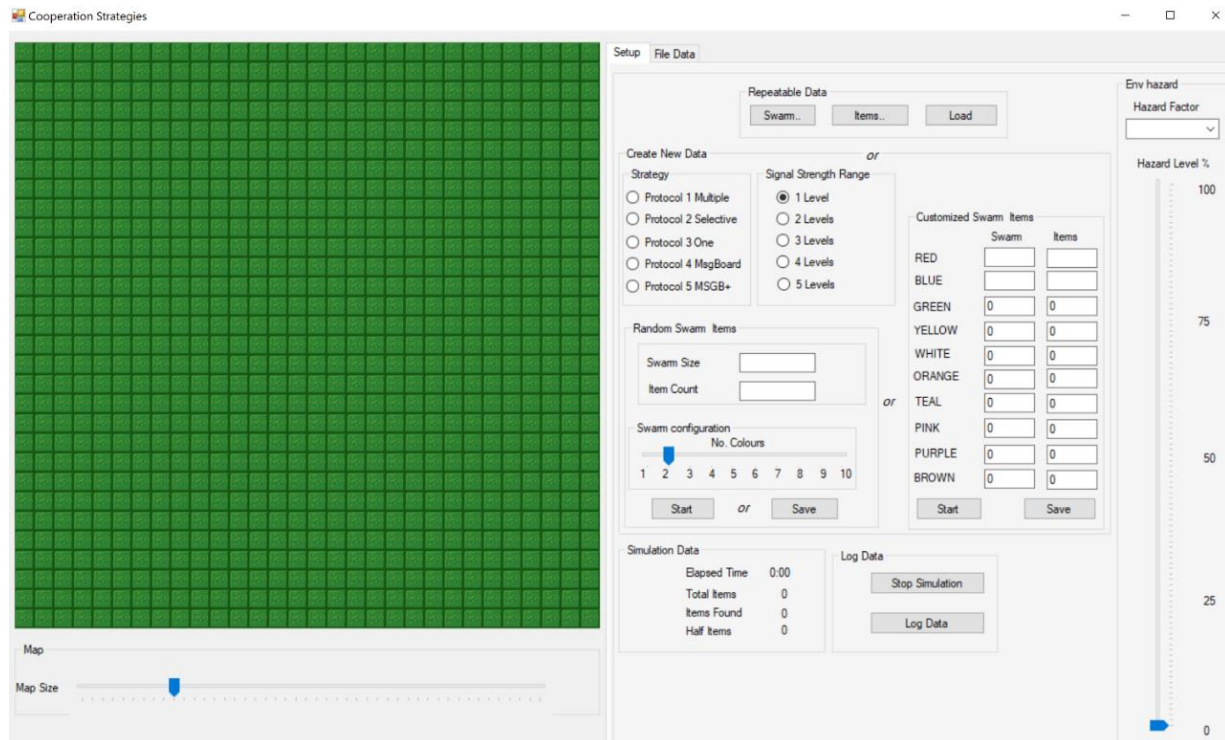 Cooperation Strategies
Setup File Data
Repeatable Data
Swarm.. Items.. Load
or
Create New Data
Strategy
Protocol 1 Multiple
Protocol 2 Selective
Protocol 3 One
Protocol 4 MsgBoard
Protocol 5 MSGB+
Signal Strength Range
1 Level
2 Levels
3 Levels
4 Levels
5 Levels
Random Swarm Items
Swarm Size
Item Count
Swarm configuration
No. Colours
1 2 3 4 5 6 7 8 9 10
Start or Save
or
Customized Swarm Items
Swarm Items
RED
BLUE
GREEN 0 0
YELLOW 0 0
WHITE 0 0
ORANGE 0 0
TEAL 0 0
PINK 0 0
PURPLE 0 0
BROWN 0 0
Start Save
Simulation Data
Elapsed Time 0:00
Total Items 0
Items Found 0
Half Items 0
Log Data
Stop Simulation
Log Data
Env hazard
Hazard Factor
Hazard Level %
100
75
50
25
0
Map
Map Size